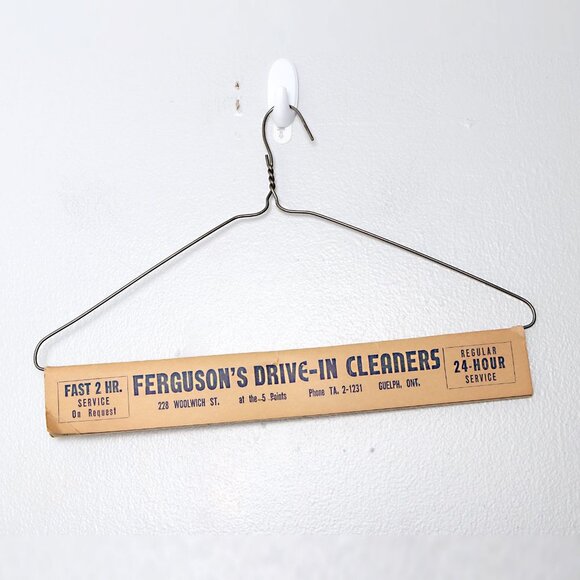 FAST 2 HR.
SERVICE
On Request
FERGUSON'S DRIVE-IN CLEANERS
228 WOOLWICH ST. at the 5 Points Phone TA. 2-1231 GUELPH, ONT.
REGULAR
24-HOUR
SERVICE